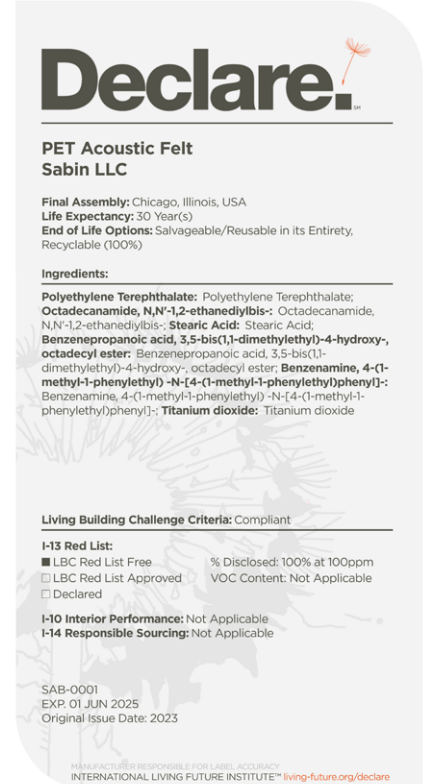 Declare.
SM
PET Acoustic Felt
Sabin LLC
Final Assembly: Chicago, Illinois, USA
Life Expectancy: 30 Year(s)
End of Life Options: Salvageable/Reusable in its Entirety,
Recyclable (100%)
Ingredients:
Polyethylene Terephthalate: Polyethylene Terephthalate;
Octadecanamide, N,N'-1,2-ethanediylbis-: Octadecanamide,
N,N'-1,2-ethanediylbis-; Stearic Acid: Stearic Acid;
Benzenepropanoic acid, 3,5-bis(1,1-dimethylethyl)-4-hydroxy-,
octadecyl ester: Benzenepropanoic acid, 3,5-bis(1,1-
dimethylethyl)-4-hydroxy-, octadecyl ester; Benzenamine, 4-(1-
methyl-1-phenylethyl) -N-[4-(1-methyl-1-phenylethyl)phenyl]-:
Benzenamine, 4-(1-methyl-1-phenylethyl) -N-[4-(1-methyl-1-
phenylethyl)phenyl]-; Titanium dioxide: Titanium dioxide
Living Building Challenge Criteria: Compliant
I-13 Red List:
■ LBC Red List Free % Disclosed: 100% at 100ppm
□ LBC Red List Approved VOC Content: Not Applicable
□ Declared
I-10 Interior Performance: Not Applicable
I-14 Responsible Sourcing: Not Applicable
SAB-0001
EXP. 01 JUN 2025
Original Issue Date: 2023
MANUFACTURER RESPONSIBLE FOR LABEL ACCURACY
INTERNATIONAL LIVING FUTURE INSTITUTE™ living-future.org/declare